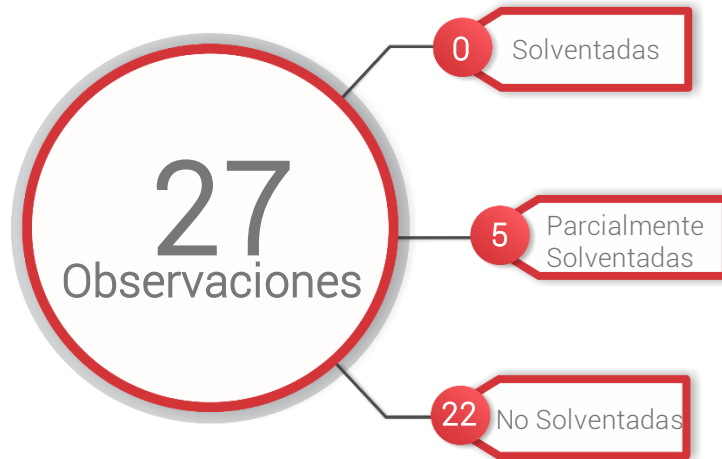 27
Observaciones
0
Solventadas
5
Parcialmente
Solventadas
22
No Solventadas